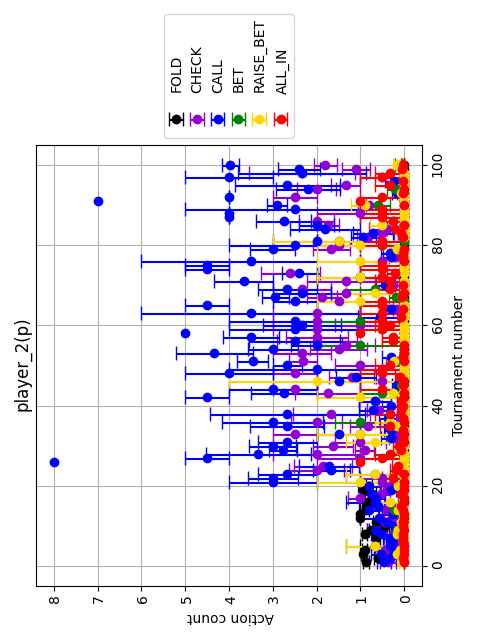 player_2(p)
FOLD
CHECK
CALL
BET
RAISE_BET
ALL_IN
8
7
6
5
4
3
2
1
0
Action count
0
20
40
60
80
100
Tournament number